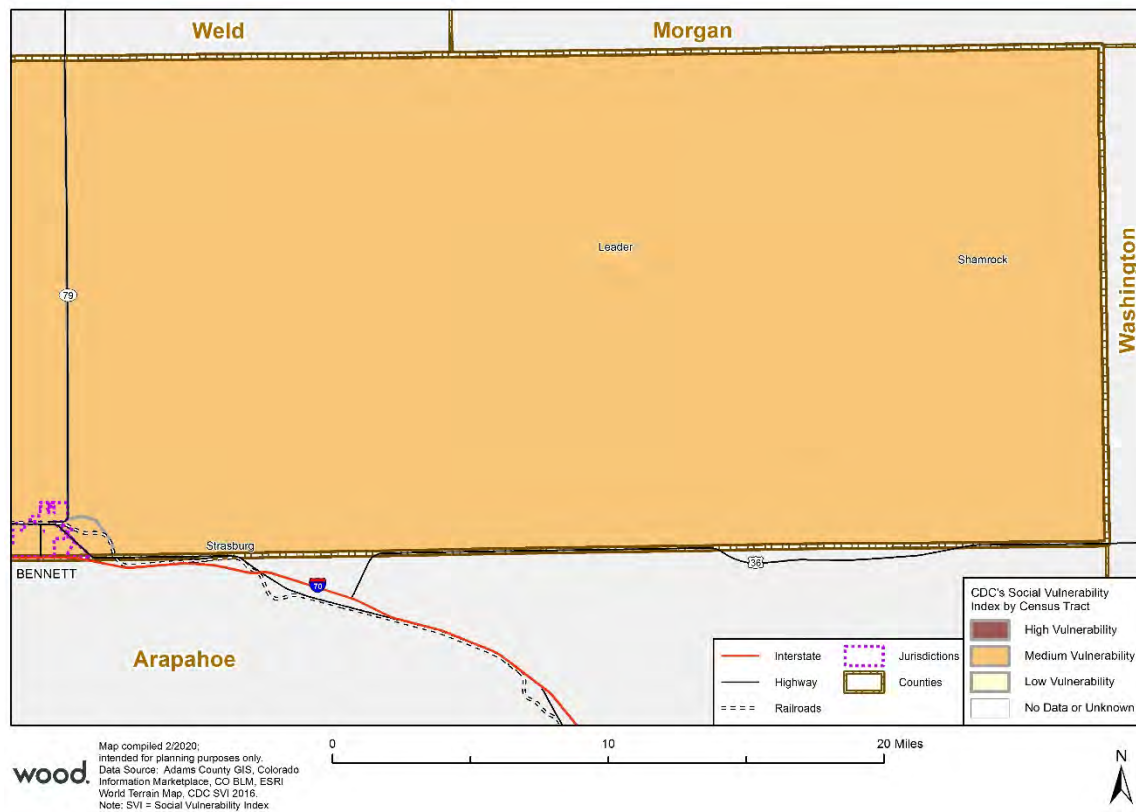 Weld
Morgan
Washington
Leader
Shamrock
79
Strasburg
BENNETT
70
36
Arapahoe
CDC's Social Vulnerability
Index by Census Tract
High Vulnerability
Medium Vulnerability
Low Vulnerability
No Data or Unknown
Interstate
Highway
Railroads
Jurisdictions
Counties
wood.
Map compiled 2/2020;
intended for planning purposes only.
Data Source: Adams County GIS, Colorado
Information Marketplace, CO BLM, ESRI
World Terrain Map, CDC SVI 2016.
Note: SVI = Social Vulnerability Index
0 10 20 Miles
N